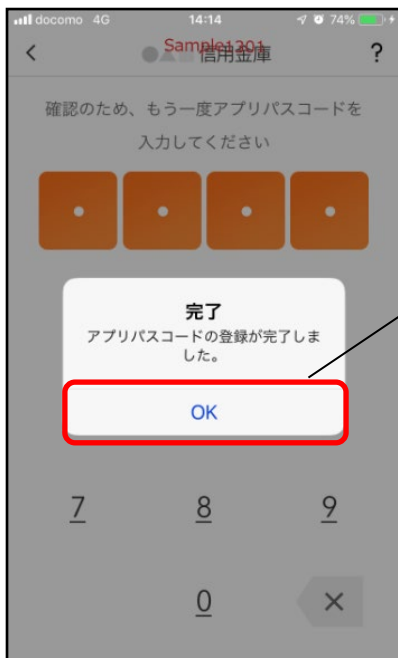 docomo 4G 14:14 74%
●▲■信用金庫 ?
Sample1201
確認のため、もう一度アプリパスコードを
入力してください
完了
アプリパスコードの登録が完了しま
した。
OK
7 8 9
0